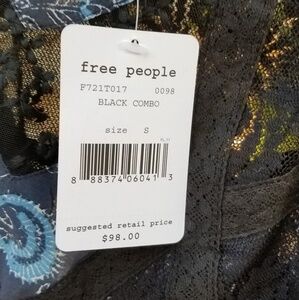 free people
F721T017 0098
BLACK COMBO
size S
8 88374 06041 3
suggested retail price
$98.00